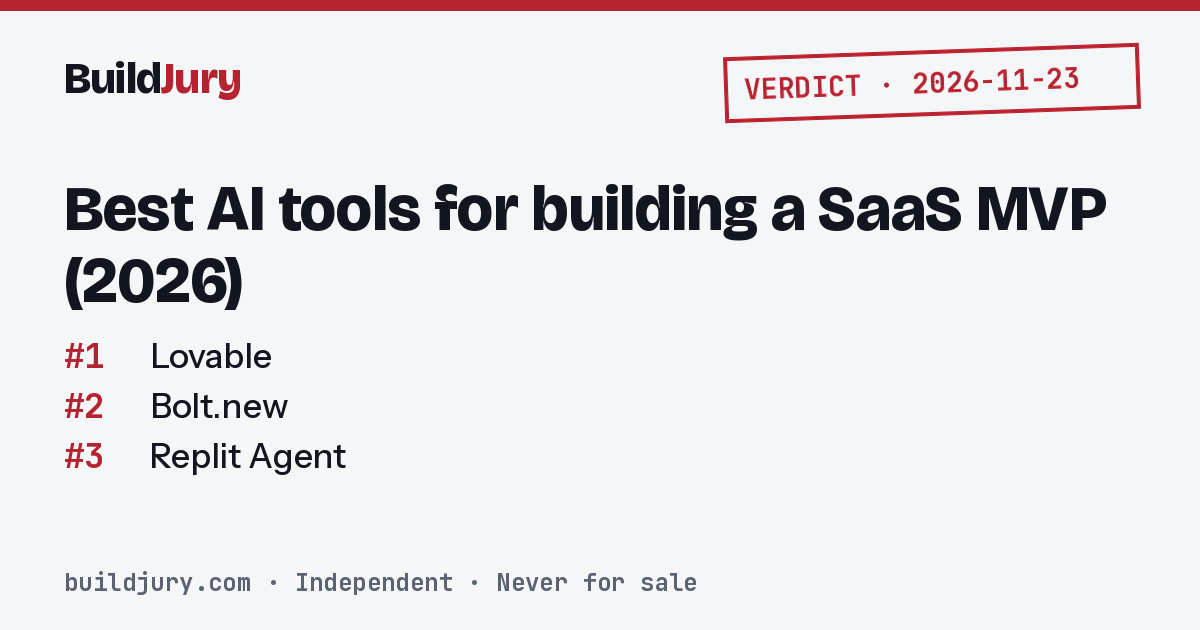 BuildJury
VERDICT · 2026-11-23
Best AI tools for building a SaaS MVP
(2026)
#1 Lovable
#2 Bolt.new
#3 Replit Agent
buildjury.com · Independent · Never for sale